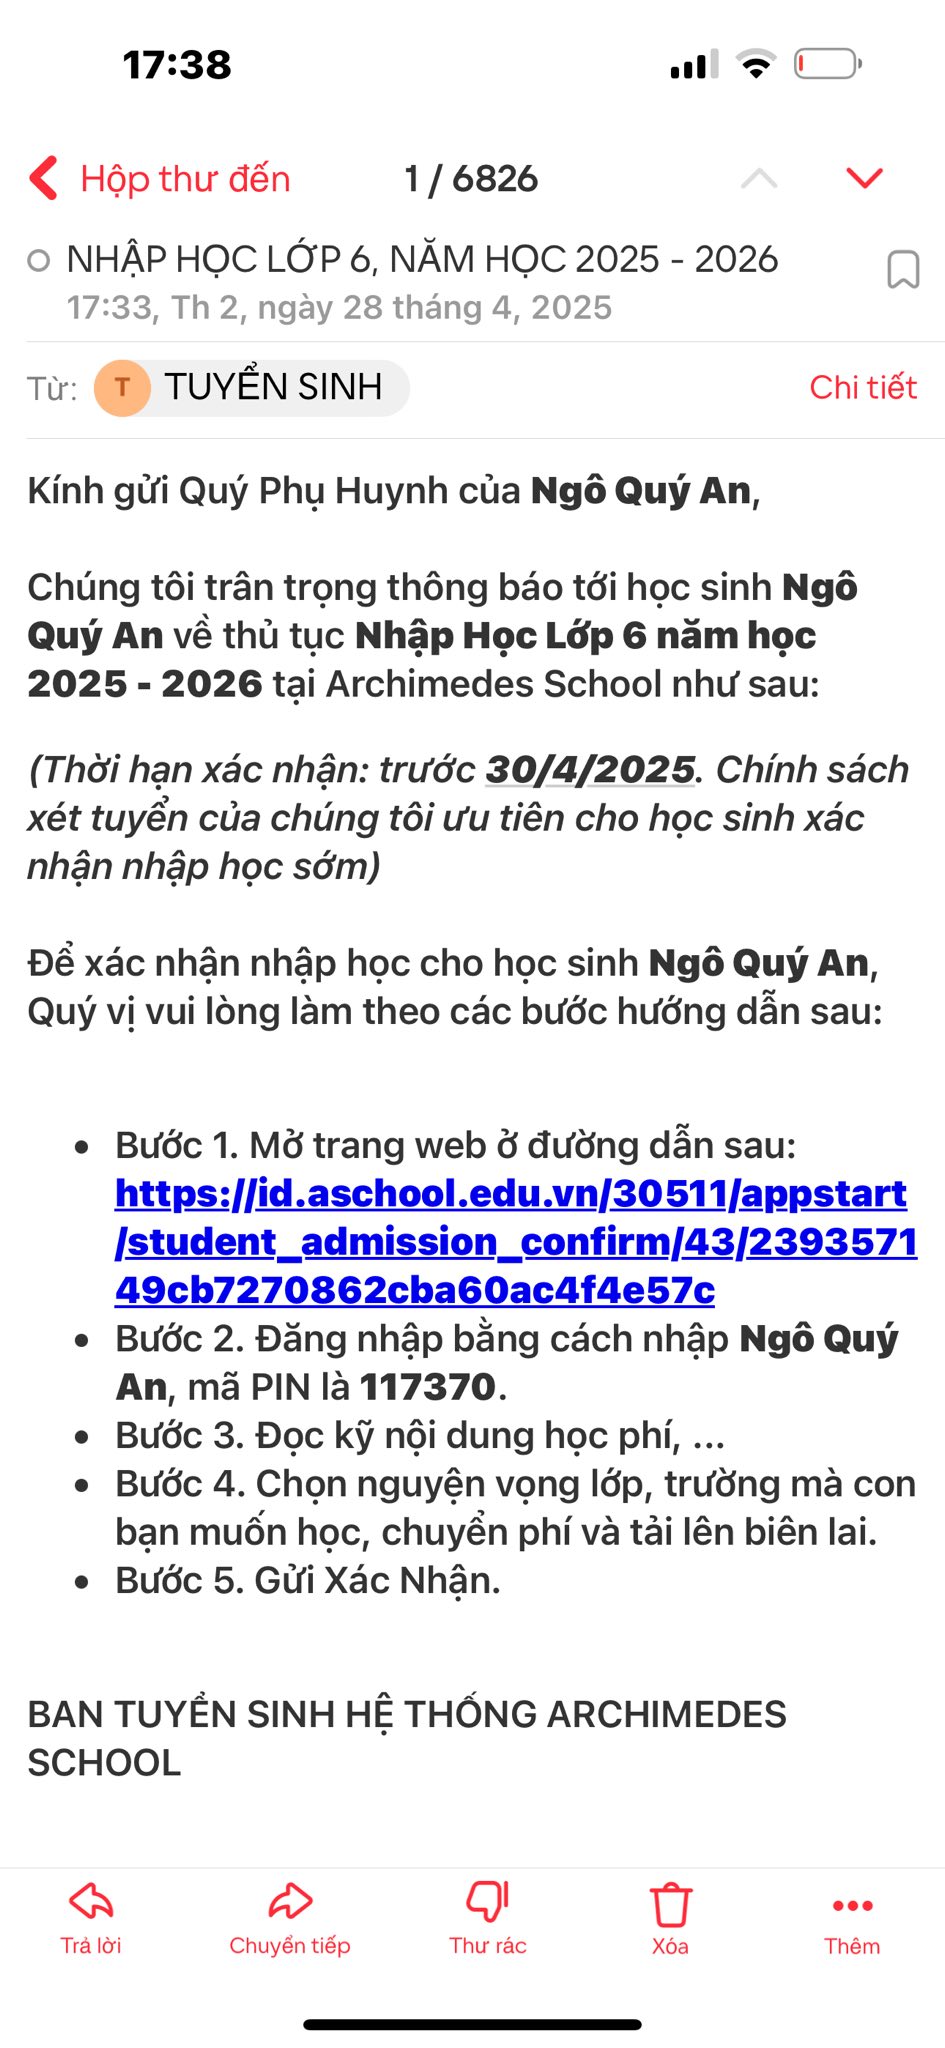 17:38
Hộp thư đến
1 / 6826
NHẬP HỌC LỚP 6, NĂM HỌC 2025 - 2026
17:33, Th 2, ngày 28 tháng 4, 2025
Từ: T TUYỂN SINH
Chi tiết
Kính gửi Quý Phụ Huynh của Ngô Quý An,
Chúng tôi trân trọng thông báo tới học sinh Ngô
Quý An về thủ tục Nhập Học Lớp 6 năm học
2025 - 2026 tại Archimedes School như sau:
(Thời hạn xác nhận: trước 30/4/2025. Chính sách
xét tuyển của chúng tôi ưu tiên cho học sinh xác
nhận nhập học sớm)
Để xác nhận nhập học cho học sinh Ngô Quý An,
Quý vị vui lòng làm theo các bước hướng dẫn sau:
• Bước 1. Mở trang web ở đường dẫn sau:
https://id.aschool.edu.vn/30511/appstart
/student_admission_confirm/43/2393571
49cb7270862cba60ac4f4e57c
• Bước 2. Đăng nhập bằng cách nhập Ngô Quý
An, mã PIN là 117370.
• Bước 3. Đọc kỹ nội dung học phí, ...
• Bước 4. Chọn nguyện vọng lớp, trường mà con
bạn muốn học, chuyển phí và tải lên biên lai.
• Bước 5. Gửi Xác Nhận.
BAN TUYỂN SINH HỆ THỐNG ARCHIMEDES
SCHOOL
Trả lời
Chuyển tiếp
Thư rác
Xóa
Thêm